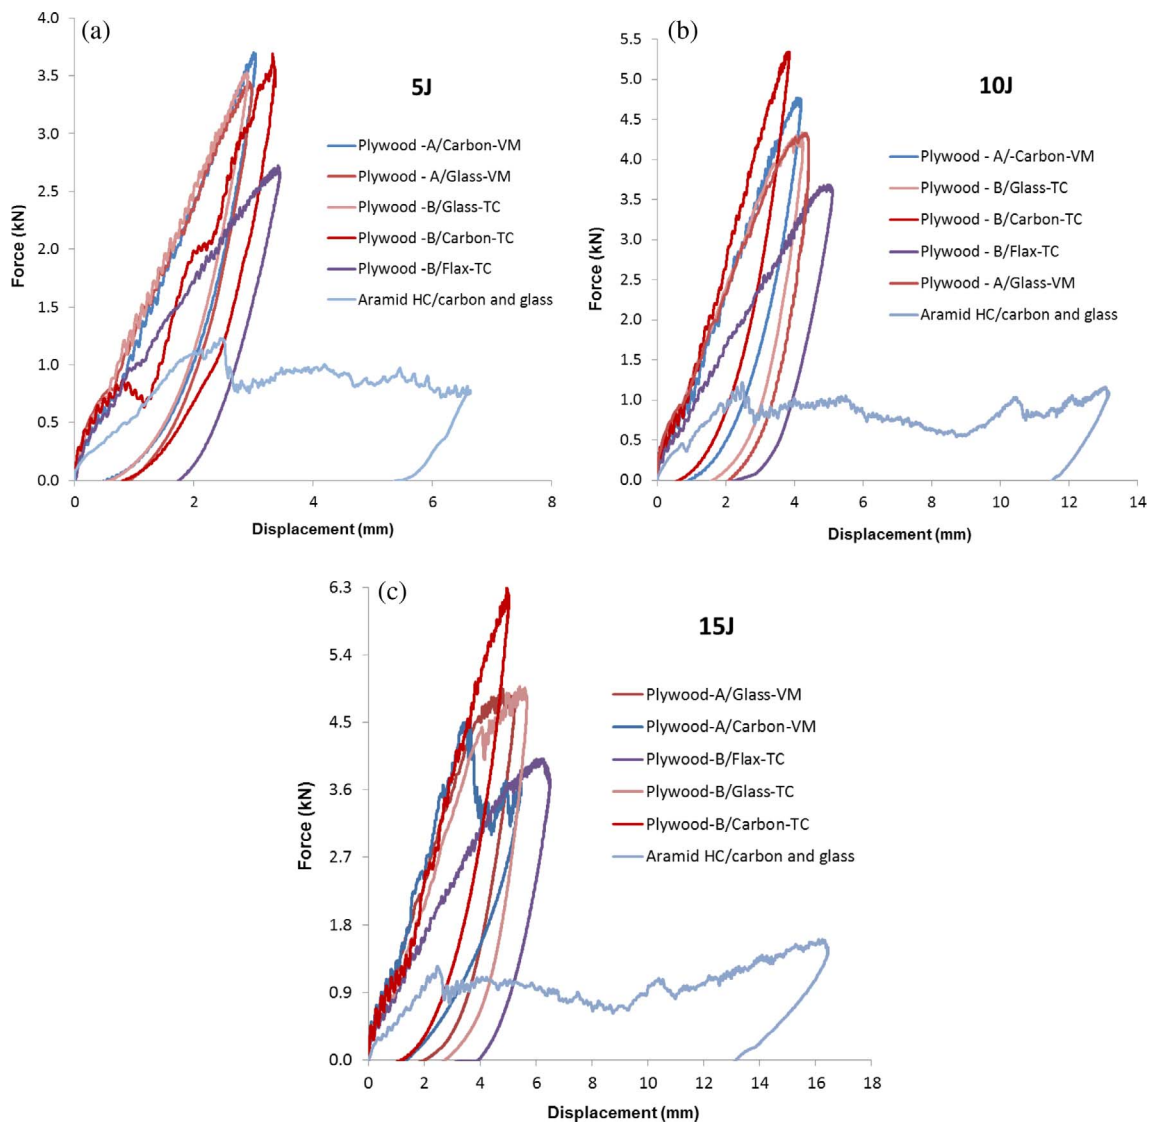 (a)
5J
4.0
3.5
3.0
2.5
2.0
1.5
1.0
0.5
0.0
Force (kN)
Plywood -A/Carbon-VM
Plywood - A/Glass-VM
Plywood -B/Glass-TC
Plywood -B/Carbon-TC
Plywood -B/Flax-TC
Aramid HC/carbon and glass
0 2 4 6 8
Displacement (mm)
(b)
10J
5.5
5.0
4.5
4.0
3.5
3.0
2.5
2.0
1.5
1.0
0.5
0.0
Force (kN)
Plywood - A/-Carbon-VM
Plywood - B/Glass-TC
Plywood - B/Carbon-TC
Plywood - B/Flax-TC
Plywood - A/Glass-VM
Aramid HC/carbon and glass
0 2 4 6 8 10 12 14
Displacement (mm)
(c)
15J
6.3
5.4
4.5
3.6
2.7
1.8
0.9
0.0
Force (kN)
Plywood-A/Glass-VM
Plywood-A/Carbon-VM
Plywood-B/Flax-TC
Plywood-B/Glass-TC
Plywood-B/Carbon-TC
Aramid HC/carbon and glass
0 2 4 6 8 10 12 14 16 18
Displacement (mm)